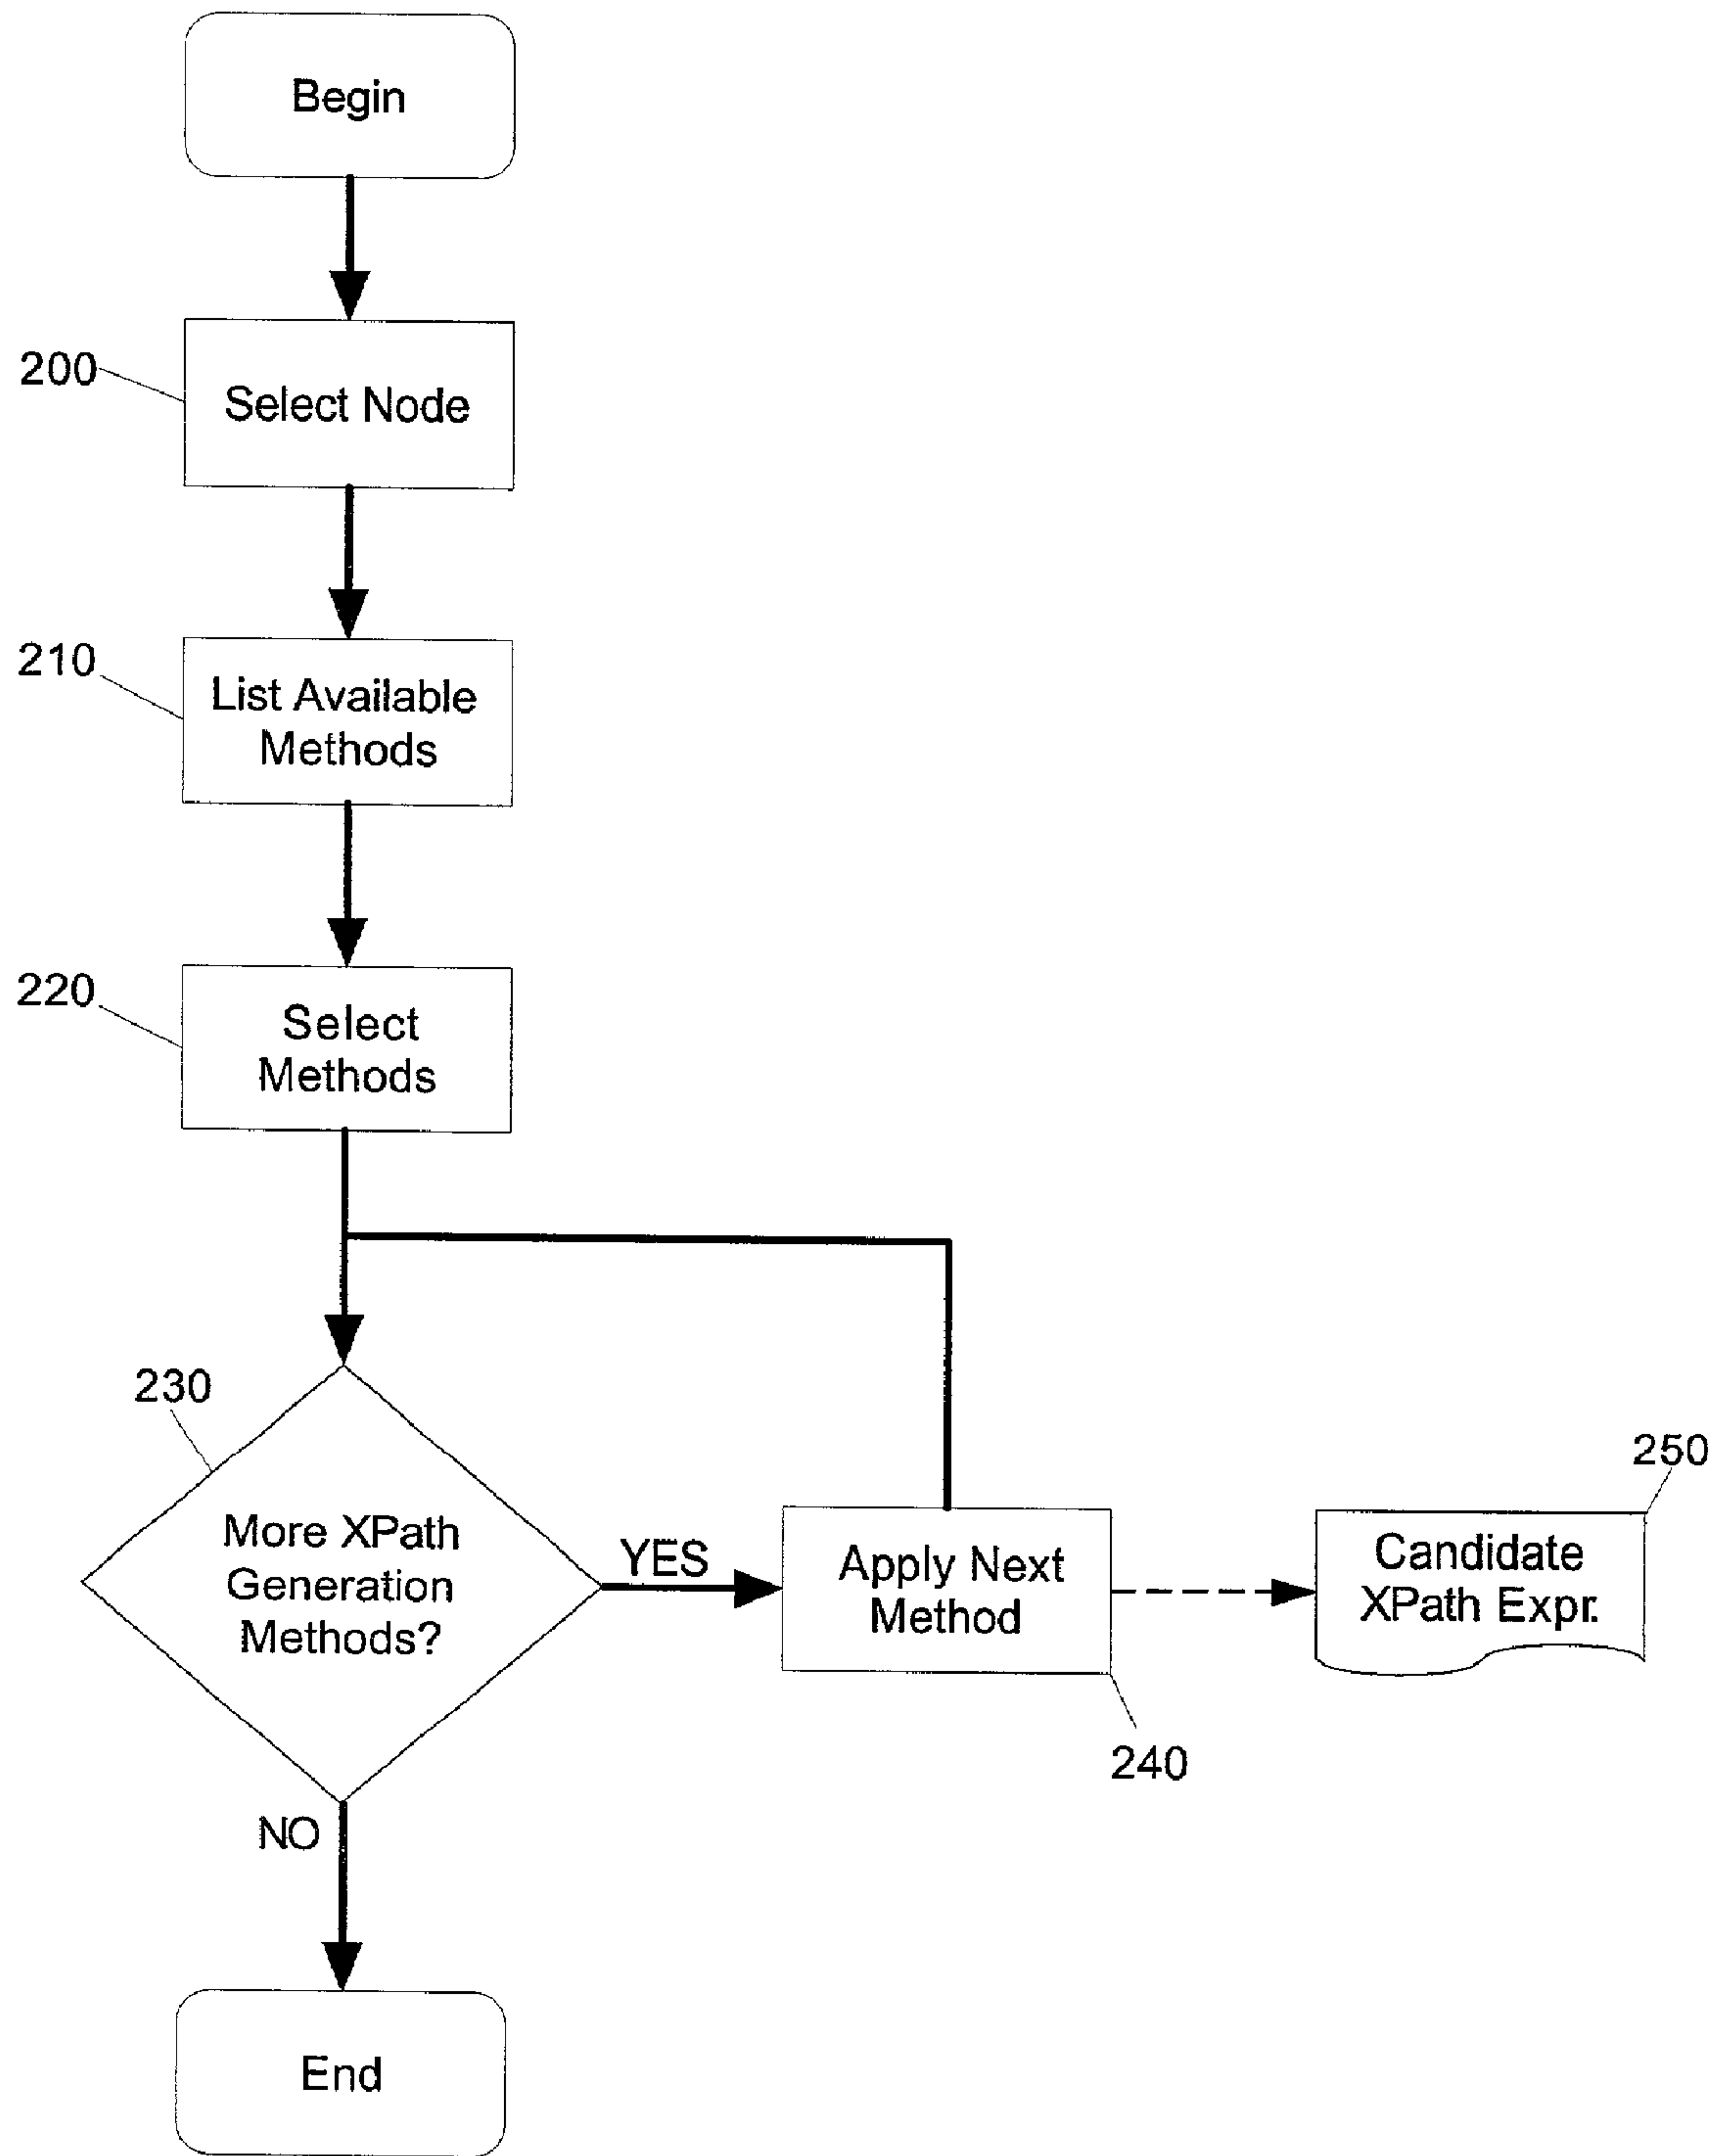 Begin
200
Select Node
210
List Available
Methods
220
Select
Methods
230
More XPath
Generation
Methods?
YES
Apply Next
Method
240
250
Candidate
XPath Expr.
NO
End